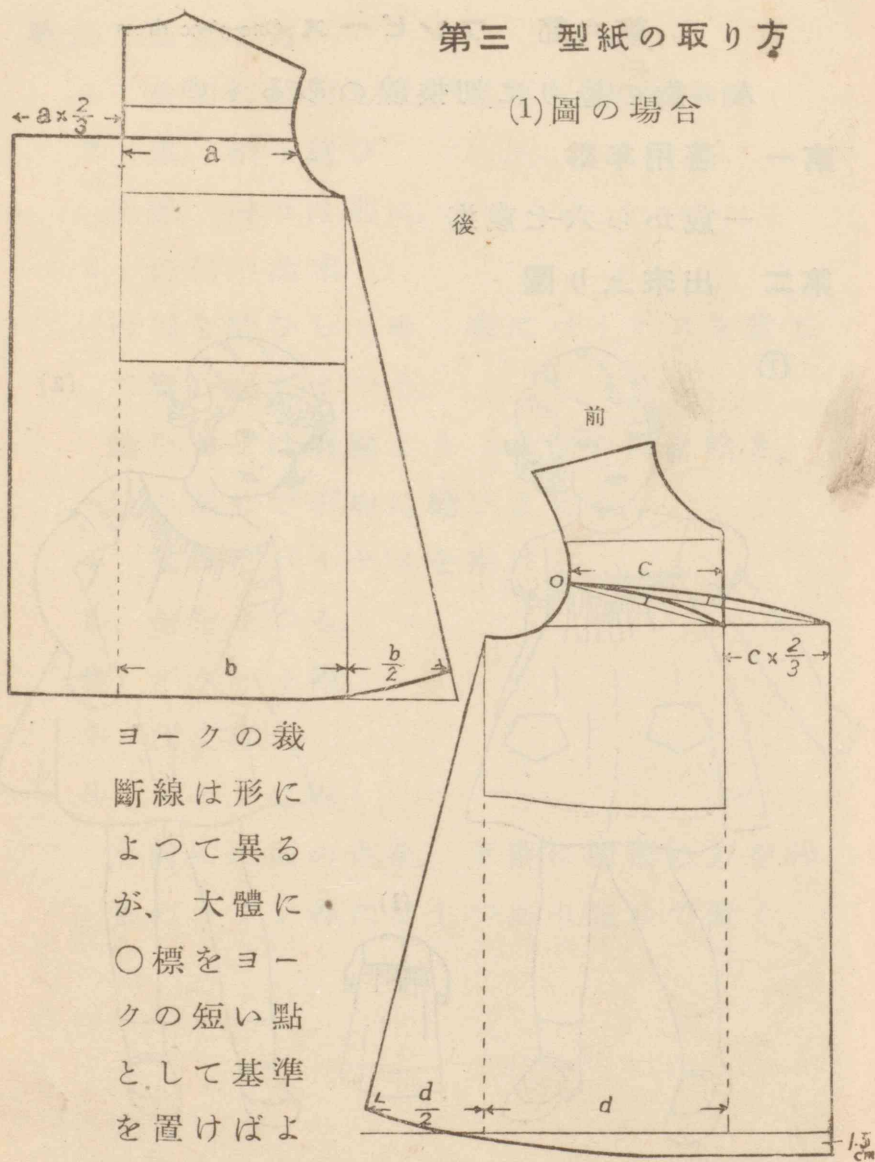 第三 型紙の取り方
(1)圖の場合
a×2/3
a
後
b
b/2
前
O
c
c×2/3
d/2
d
1.5cm
ヨークの裁
斷線は形に
よつて異る
が、大體に
〇標をヨー
クの短い點
として基準
を置けばよ